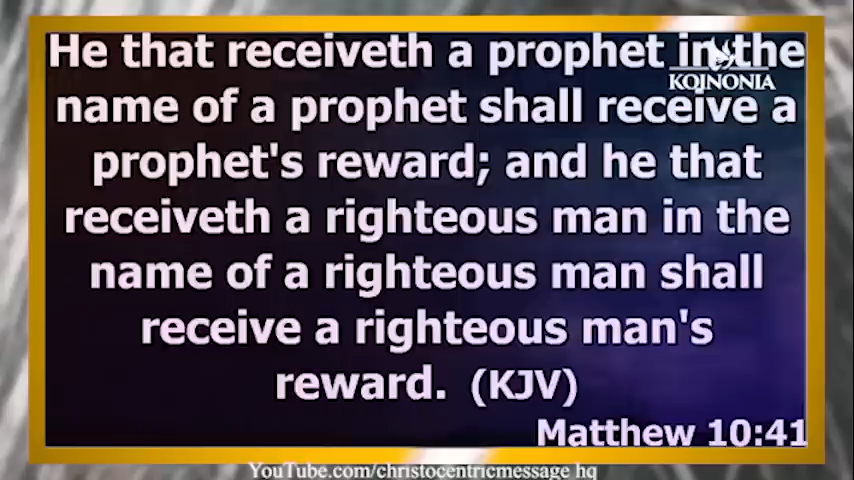 He that receiveth a prophet in the
KOINONIA
name of a prophet shall receive a
prophet's reward; and he that
receiveth a righteous man in the
name of a righteous man shall
receive a righteous man's
reward. (KJV)
Matthew 10:41
YouTube.com/christocentricmessage hq